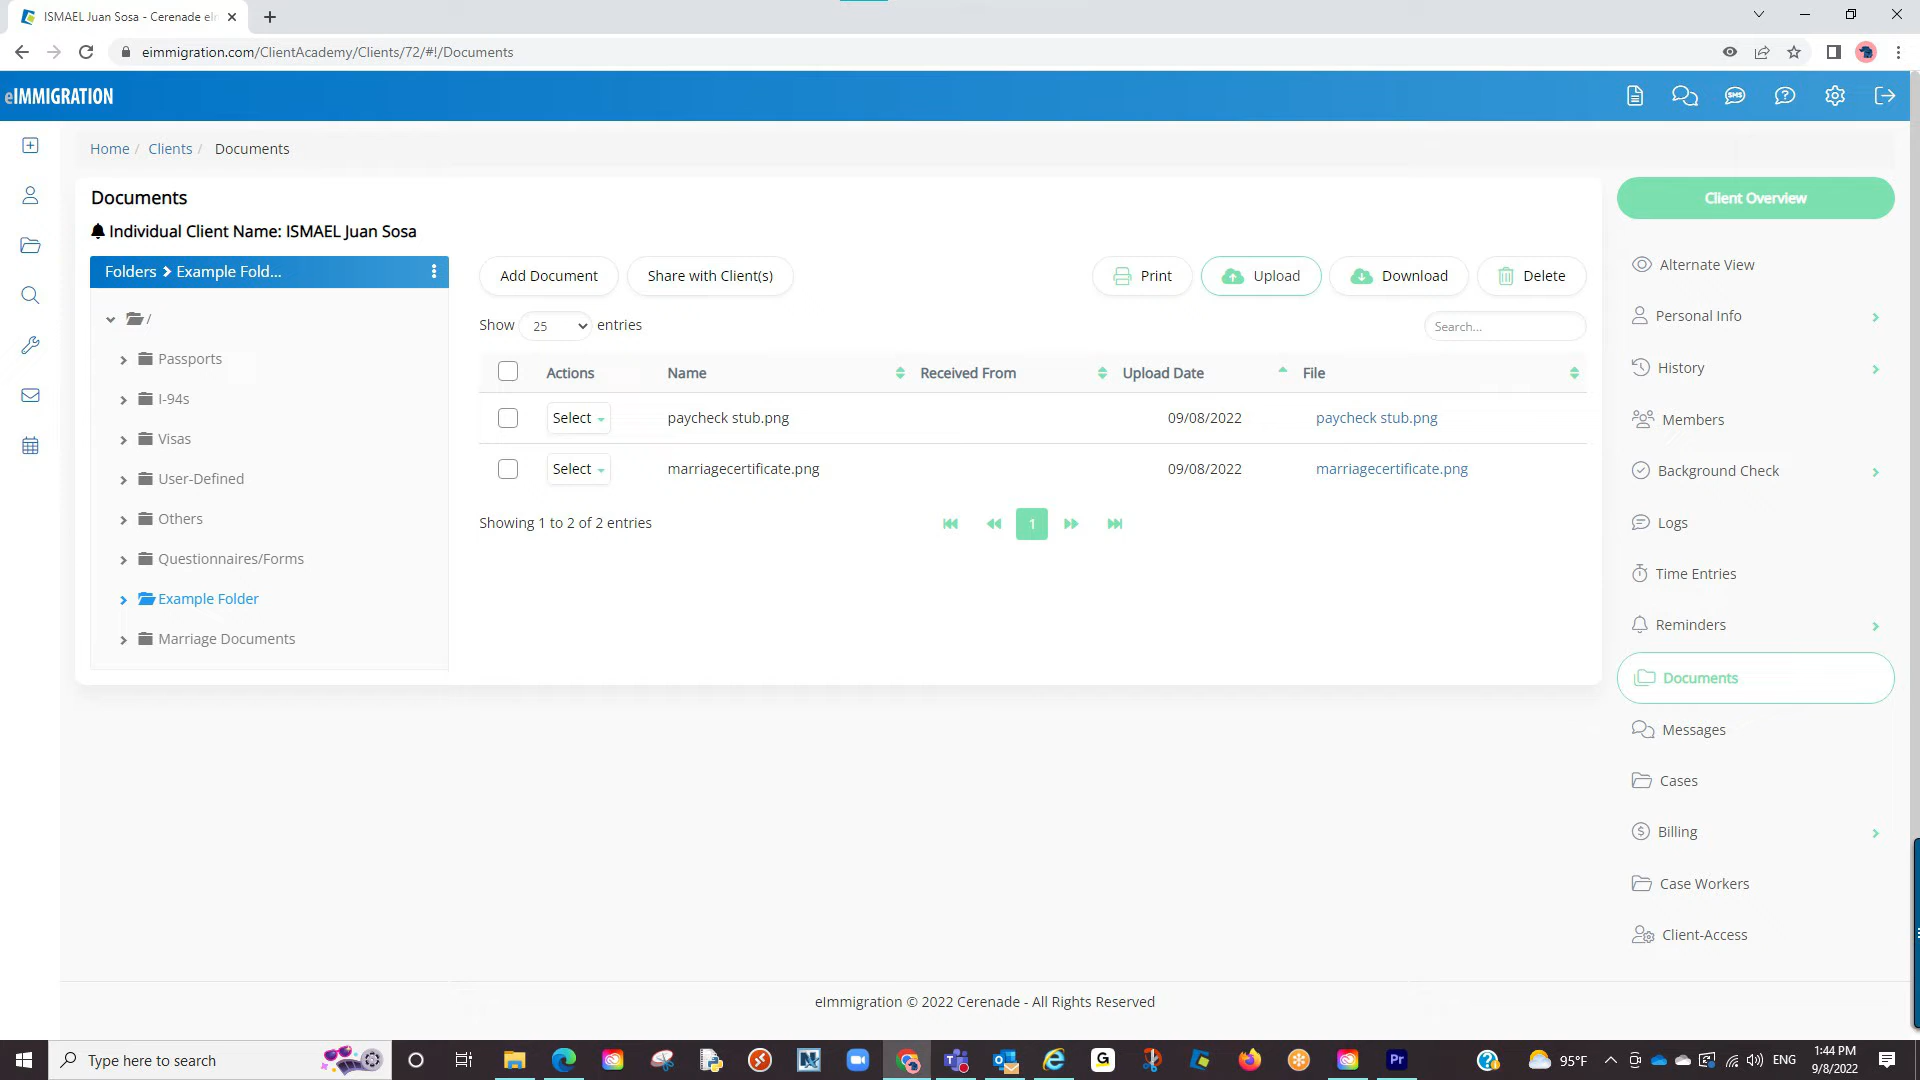 ISMAEL Juan Sosa - Cerenade eIn
eimmigration.com/ClientAcademy/Clients/72/#!/Documents
eIMMIGRATION
SMS
Home / Clients / Documents
Documents
Individual Client Name: ISMAEL Juan Sosa
Client Overview
Folders > Example Fold...
Add Document
Share with Client(s)
Print
Upload
Download
Delete
/
Passports
I-94s
Visas
User-Defined
Others
Questionnaires/Forms
Example Folder
Marriage Documents
Show 25 entries
Search...
Actions Name Received From Upload Date File
Select paycheck stub.png 09/08/2022 paycheck stub.png
Select marriagecertificate.png 09/08/2022 marriagecertificate.png
Showing 1 to 2 of 2 entries
1
Alternate View
Personal Info
History
Members
Background Check
Logs
Time Entries
Reminders
Documents
Messages
Cases
Billing
Case Workers
Client-Access
eImmigration © 2022 Cerenade - All Rights Reserved
Type here to search
G
Pr
95°F
ENG
1:44 PM
9/8/2022